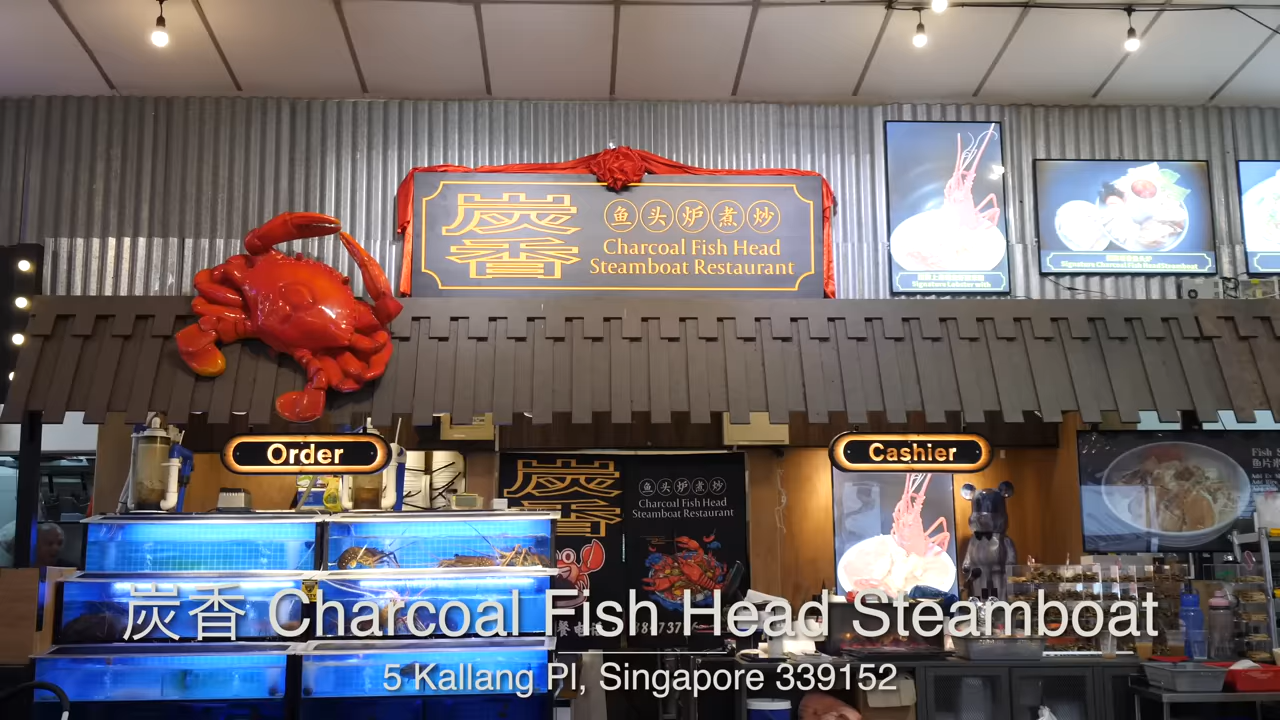 炭香
鱼头炉煮炒
Charcoal Fish Head
Steamboat Restaurant
Order
Cashier
炭香
鱼头炉煮炒
Charcoal Fish Head
Steamboat Restaurant
Fish
炭香 Charcoal Fish Head Steamboat
5 Kallang Pl, Singapore 339152